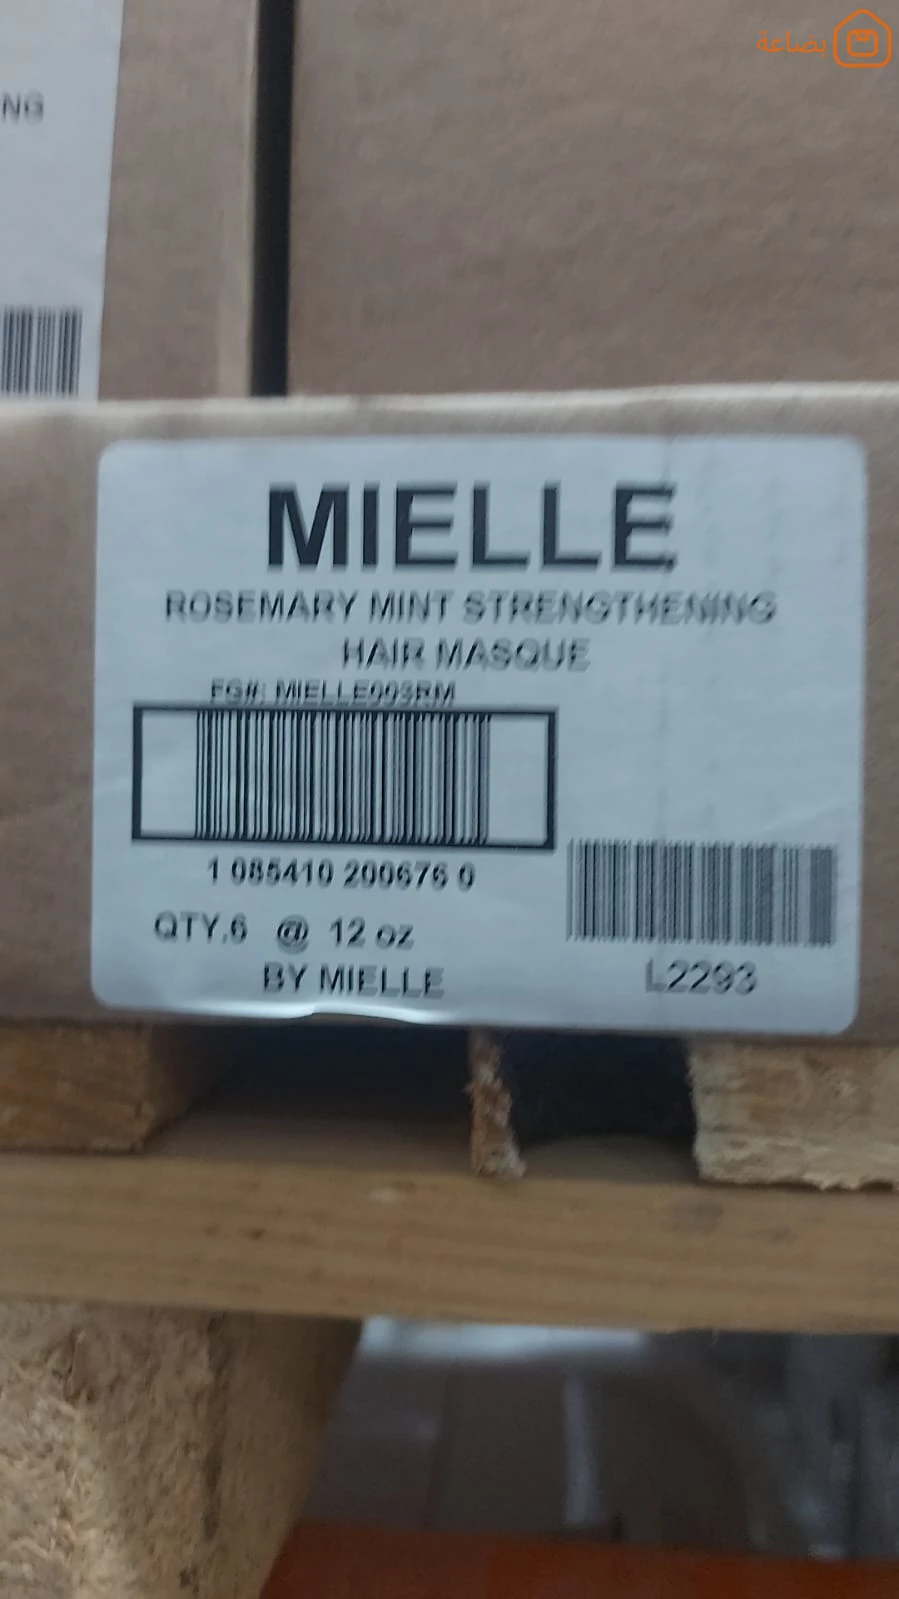 بضاعة
NG
MIELLE
ROSEMARY MINT STRENGTHENING
HAIR MASQUE
FG#: MIELLE003RM
1 085410 200676 0
QTY.6 @ 12 oz
BY MIELLE
L2293